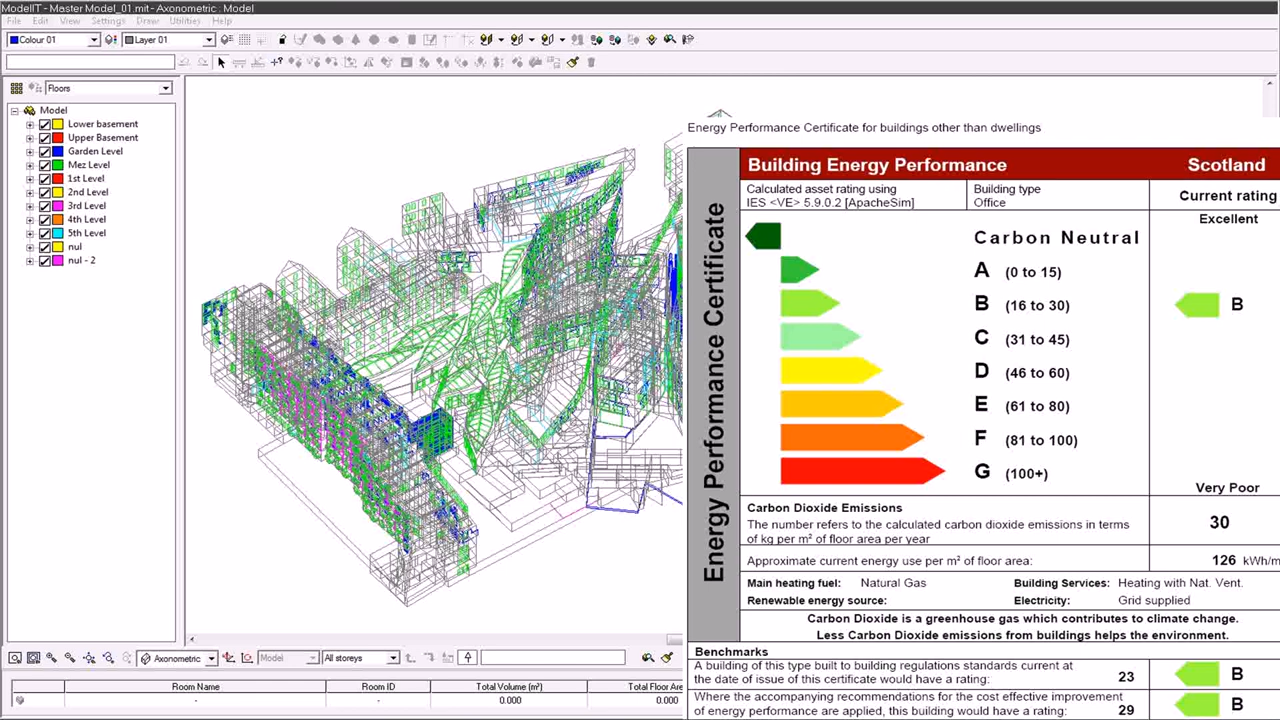 ModelIT - Master Model_01.mit - Axonometric : Model
File Edit View Settings Draw Utilities Help
Colour 01 Layer 01
Floors
Model
Lower basement
Upper Basement
Garden Level
Mez Level
1st Level
2nd Level
3rd Level
4th Level
5th Level
nul
nul - 2
Energy Performance Certificate for buildings other than dwellings
Energy Performance Certificate
Building Energy Performance Scotland
Calculated asset rating using
IES <VE> 5.9.0.2 [ApacheSim]
Building type
Office
Current rating
Excellent
Carbon Neutral
A (0 to 15)
B (16 to 30) B
C (31 to 45)
D (46 to 60)
E (61 to 80)
F (81 to 100)
G (100+)
Very Poor
Carbon Dioxide Emissions
The number refers to the calculated carbon dioxide emissions in terms
of kg per m² of floor area per year
30
Approximate current energy use per m² of floor area: 126 kWh/m
Main heating fuel: Natural Gas Building Services: Heating with Nat. Vent.
Renewable energy source: Electricity: Grid supplied
Carbon Dioxide is a greenhouse gas which contributes to climate change.
Less Carbon Dioxide emissions from buildings helps the environment.
Benchmarks
A building of this type built to building regulations standards current at
the date of issue of this certificate would have a rating: 23 B
Where the accompanying recommendations for the cost effective improvement
of energy performance are applied, this building would have a rating: 29 B
Axonometric Model All storeys
Room Name Room ID Total Volume (m³) Total Floor Are
- - 0.000 0.000